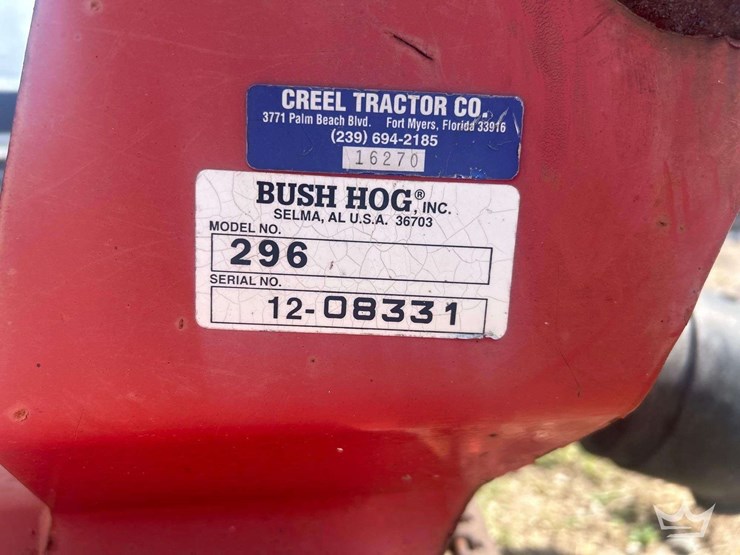 CREEL TRACTOR CO.
3771 Palm Beach Blvd. Fort Myers, Florida 33916
(239) 694-2185
16270
BUSH HOG®, INC.
SELMA, AL U.S.A. 36703
MODEL NO.
296
SERIAL NO.
12-08331